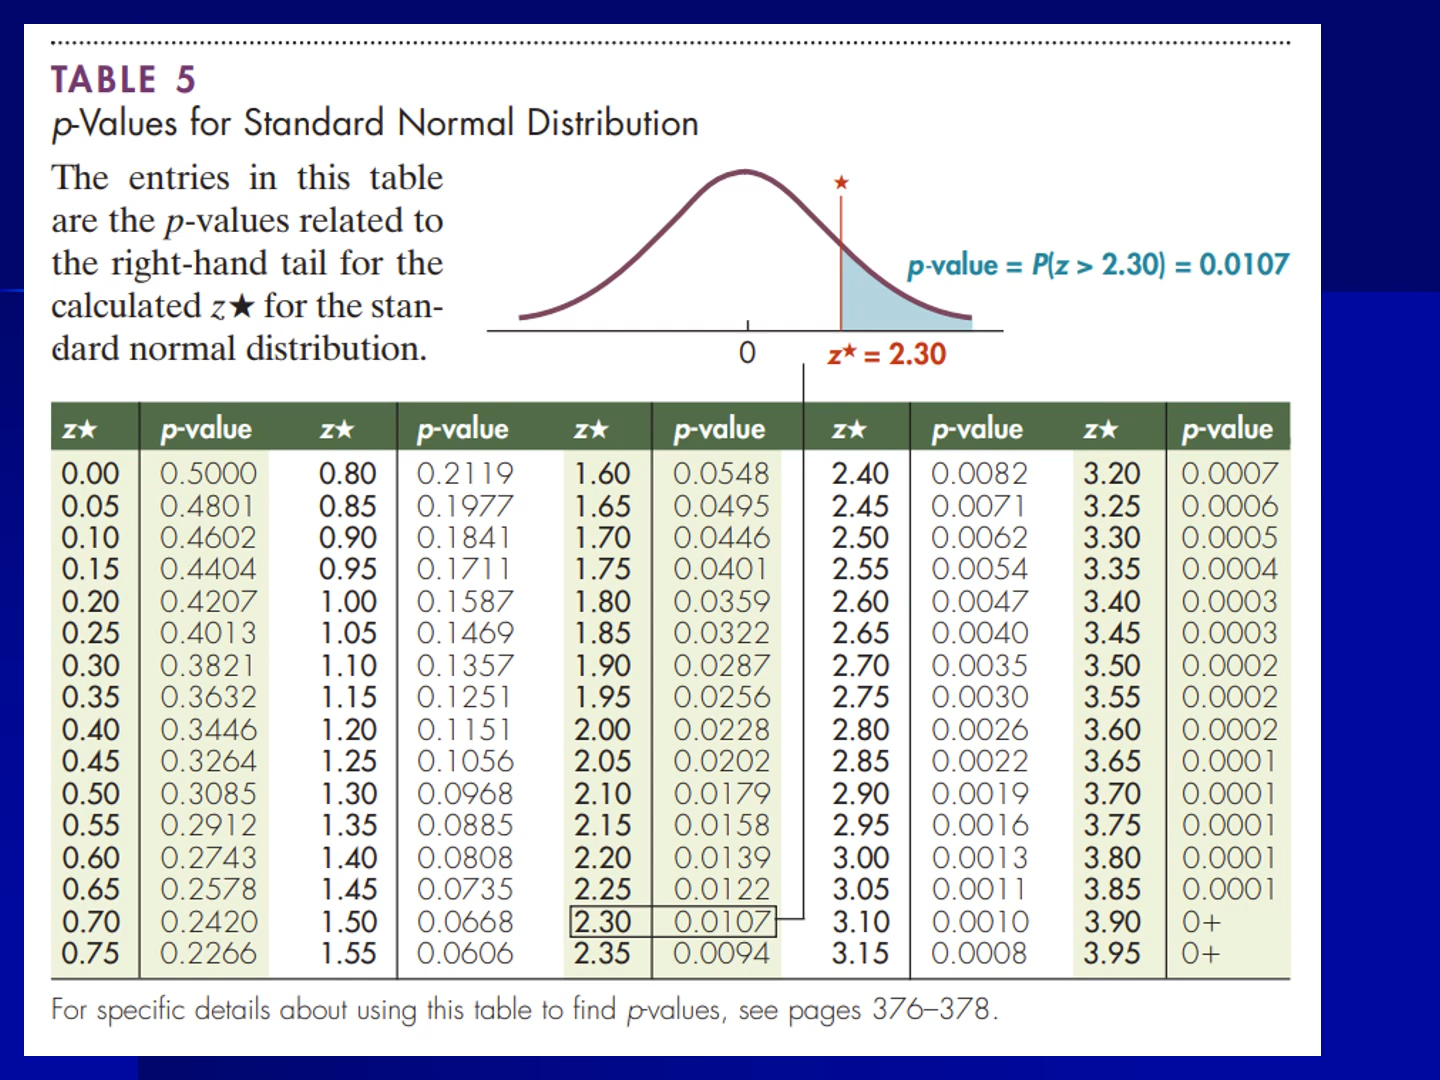 TABLE 5
p-Values for Standard Normal Distribution
The entries in this table
are the p-values related to
the right-hand tail for the
calculated z★ for the stan-
dard normal distribution.
★
p-value = P(z > 2.30) = 0.0107
0
z★ = 2.30
z★ p-value z★ p-value z★ p-value z★ p-value z★ p-value
0.00 0.5000 0.80 0.2119 1.60 0.0548 2.40 0.0082 3.20 0.0007
0.05 0.4801 0.85 0.1977 1.65 0.0495 2.45 0.0071 3.25 0.0006
0.10 0.4602 0.90 0.1841 1.70 0.0446 2.50 0.0062 3.30 0.0005
0.15 0.4404 0.95 0.1711 1.75 0.0401 2.55 0.0054 3.35 0.0004
0.20 0.4207 1.00 0.1587 1.80 0.0359 2.60 0.0047 3.40 0.0003
0.25 0.4013 1.05 0.1469 1.85 0.0322 2.65 0.0040 3.45 0.0003
0.30 0.3821 1.10 0.1357 1.90 0.0287 2.70 0.0035 3.50 0.0002
0.35 0.3632 1.15 0.1251 1.95 0.0256 2.75 0.0030 3.55 0.0002
0.40 0.3446 1.20 0.1151 2.00 0.0228 2.80 0.0026 3.60 0.0002
0.45 0.3264 1.25 0.1056 2.05 0.0202 2.85 0.0022 3.65 0.0001
0.50 0.3085 1.30 0.0968 2.10 0.0179 2.90 0.0019 3.70 0.0001
0.55 0.2912 1.35 0.0885 2.15 0.0158 2.95 0.0016 3.75 0.0001
0.60 0.2743 1.40 0.0808 2.20 0.0139 3.00 0.0013 3.80 0.0001
0.65 0.2578 1.45 0.0735 2.25 0.0122 3.05 0.0011 3.85 0.0001
0.70 0.2420 1.50 0.0668 2.30 0.0107 3.10 0.0010 3.90 0+
0.75 0.2266 1.55 0.0606 2.35 0.0094 3.15 0.0008 3.95 0+
For specific details about using this table to find p-values, see pages 376–378.